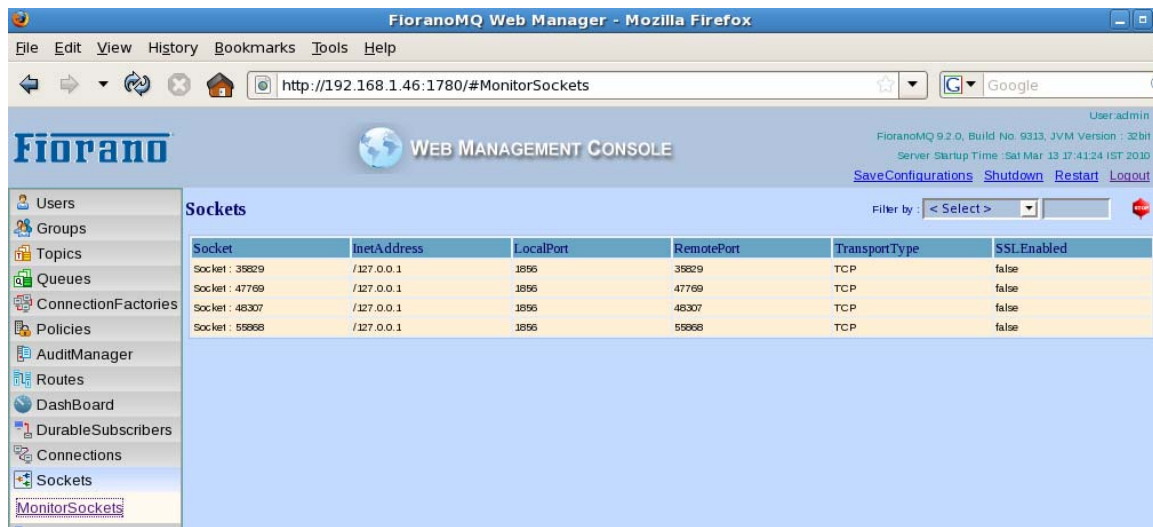 FioranoMQ Web Manager - Mozilla Firefox
File Edit View History Bookmarks Tools Help
http://192.168.1.46:1780/#MonitorSockets
G Google
User:admin
Fiorano
WEB MANAGEMENT CONSOLE
FioranoMQ 9.2.0, Build No. 9313, JVM Version : 32bit
Server Startup Time :Sat Mar 13 17:41:24 IST 2010
SaveConfigurations Shutdown Restart Logout
Users
Groups
Topics
Queues
ConnectionFactories
Policies
AuditManager
Routes
DashBoard
DurableSubscribers
Connections
Sockets
MonitorSockets
Sockets
Filter by : < Select >
STOP
Socket InetAddress LocalPort RemotePort TransportType SSLEnabled
Socket : 35829 /127.0.0.1 1856 35829 TCP false
Socket : 47769 /127.0.0.1 1856 47769 TCP false
Socket : 48307 /127.0.0.1 1856 48307 TCP false
Socket : 55868 /127.0.0.1 1856 55868 TCP false